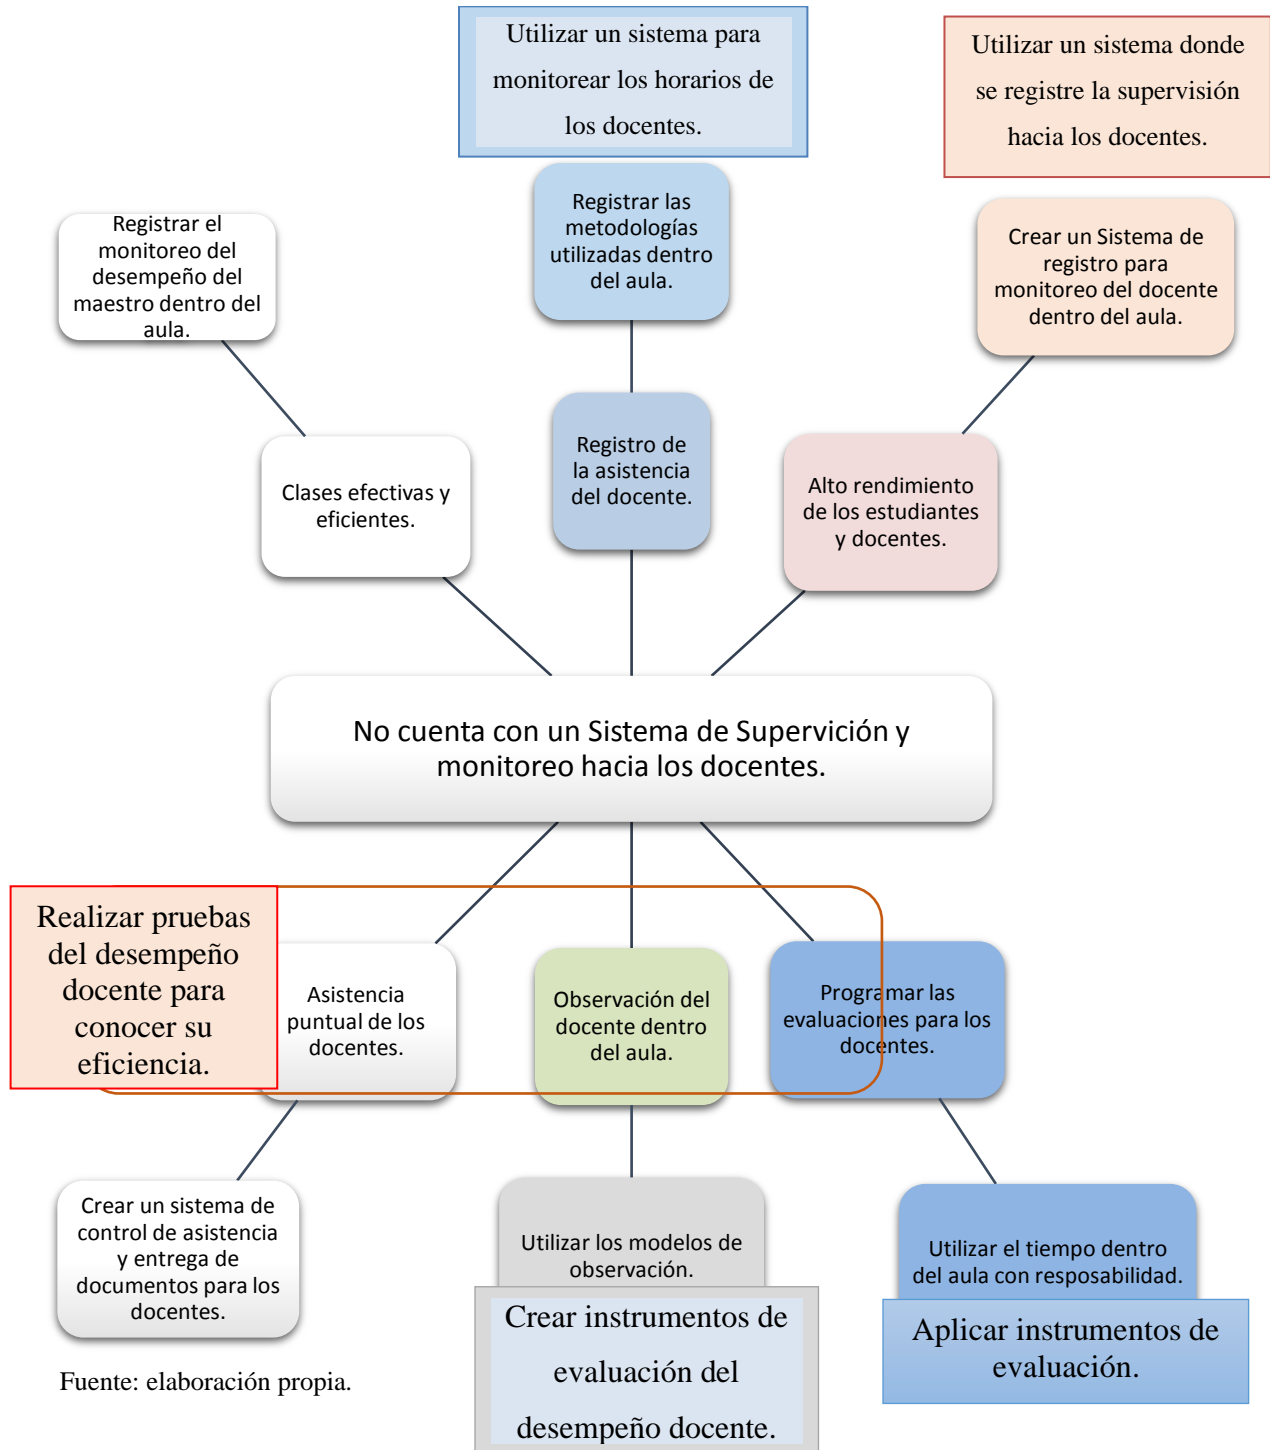 Utilizar un sistema para
monitorear los horarios de
los docentes.
Utilizar un sistema donde
se registre la supervisión
hacia los docentes.
Registrar el
monitoreo del
desempeño del
maestro dentro del
aula.
Registrar las
metodologías
utilizadas dentro
del aula.
Crear un Sistema de
registro para
monitoreo del docente
dentro del aula.
Clases efectivas y
eficientes.
Registro de
la asistencia
del docente.
Alto rendimiento
de los estudiantes
y docentes.
No cuenta con un Sistema de Supervición y
monitoreo hacia los docentes.
Realizar pruebas
del desempeño
docente para
conocer su
eficiencia.
Asistencia
puntual de los
docentes.
Observación del
docente dentro
del aula.
Programar las
evaluaciones para los
docentes.
Crear un sistema de
control de asistencia
y entrega de
documentos para los
docentes.
Utilizar los modelos de
observación.
Utilizar el tiempo dentro
del aula con resposabilidad.
Crear instrumentos de
evaluación del
desempeño docente.
Aplicar instrumentos de
evaluación.
Fuente: elaboración propia.